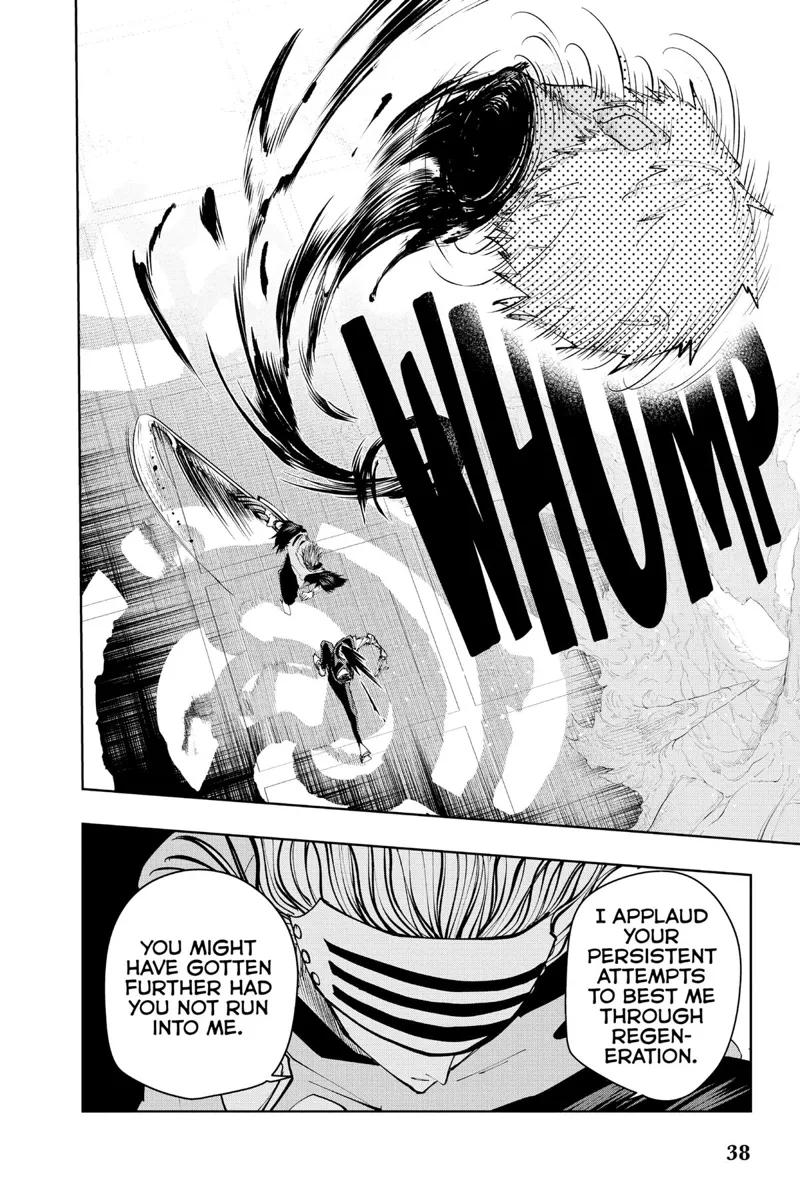 WHUMP
I APPLAUD
YOUR
PERSISTENT
ATTEMPTS
TO BEST ME
THROUGH
REGEN-
ERATION.
YOU MIGHT
HAVE GOTTEN
FURTHER HAD
YOU NOT RUN
INTO ME.
38